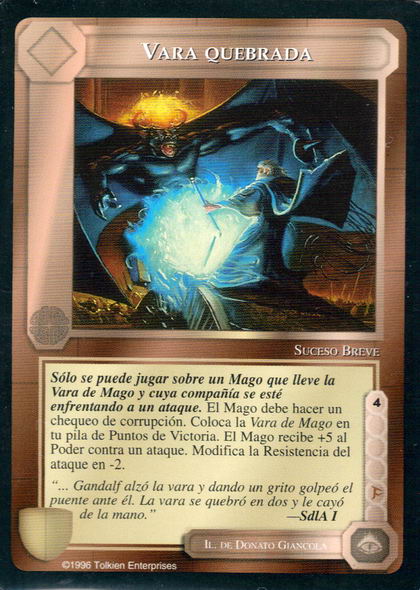 VARA QUEBRADA
SUCESO BREVE
Sólo se puede jugar sobre un Mago que lleve la
Vara de Mago y cuya compañía se esté
enfrentando a un ataque. El Mago debe hacer un
chequeo de corrupción. Coloca la Vara de Mago en
tu pila de Puntos de Victoria. El Mago recibe +5 al
Poder contra un ataque. Modifica la Resistencia del
ataque en -2.
4
“... Gandalf alzó la vara y dando un grito golpeó el
puente ante él. La vara se quebró en dos y le cayó
de la mano.” —SdlA I
IL. DE DONATO GIANCOLA
©1996 Tolkien Enterprises